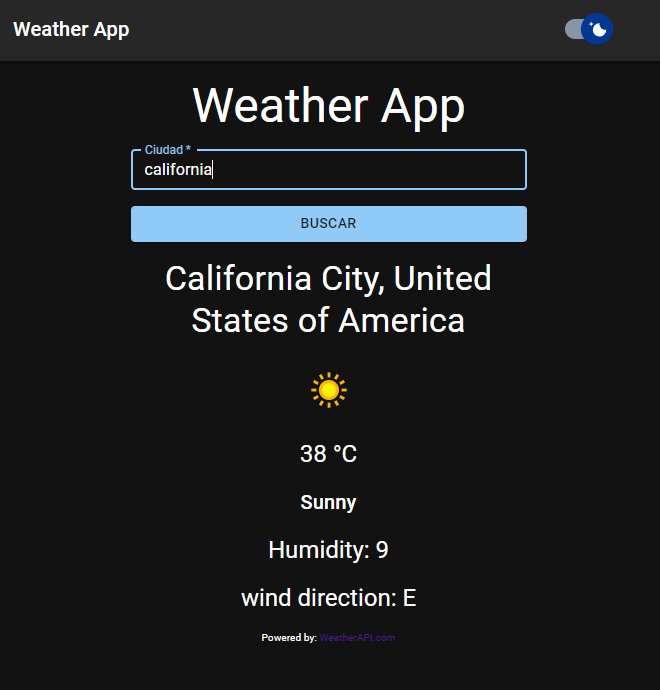 Weather App
Weather App
Ciudad *
california
BUSCAR
California City, United
States of America
38 °C
Sunny
Humidity: 9
wind direction: E
Powered by: WeatherAPI.com